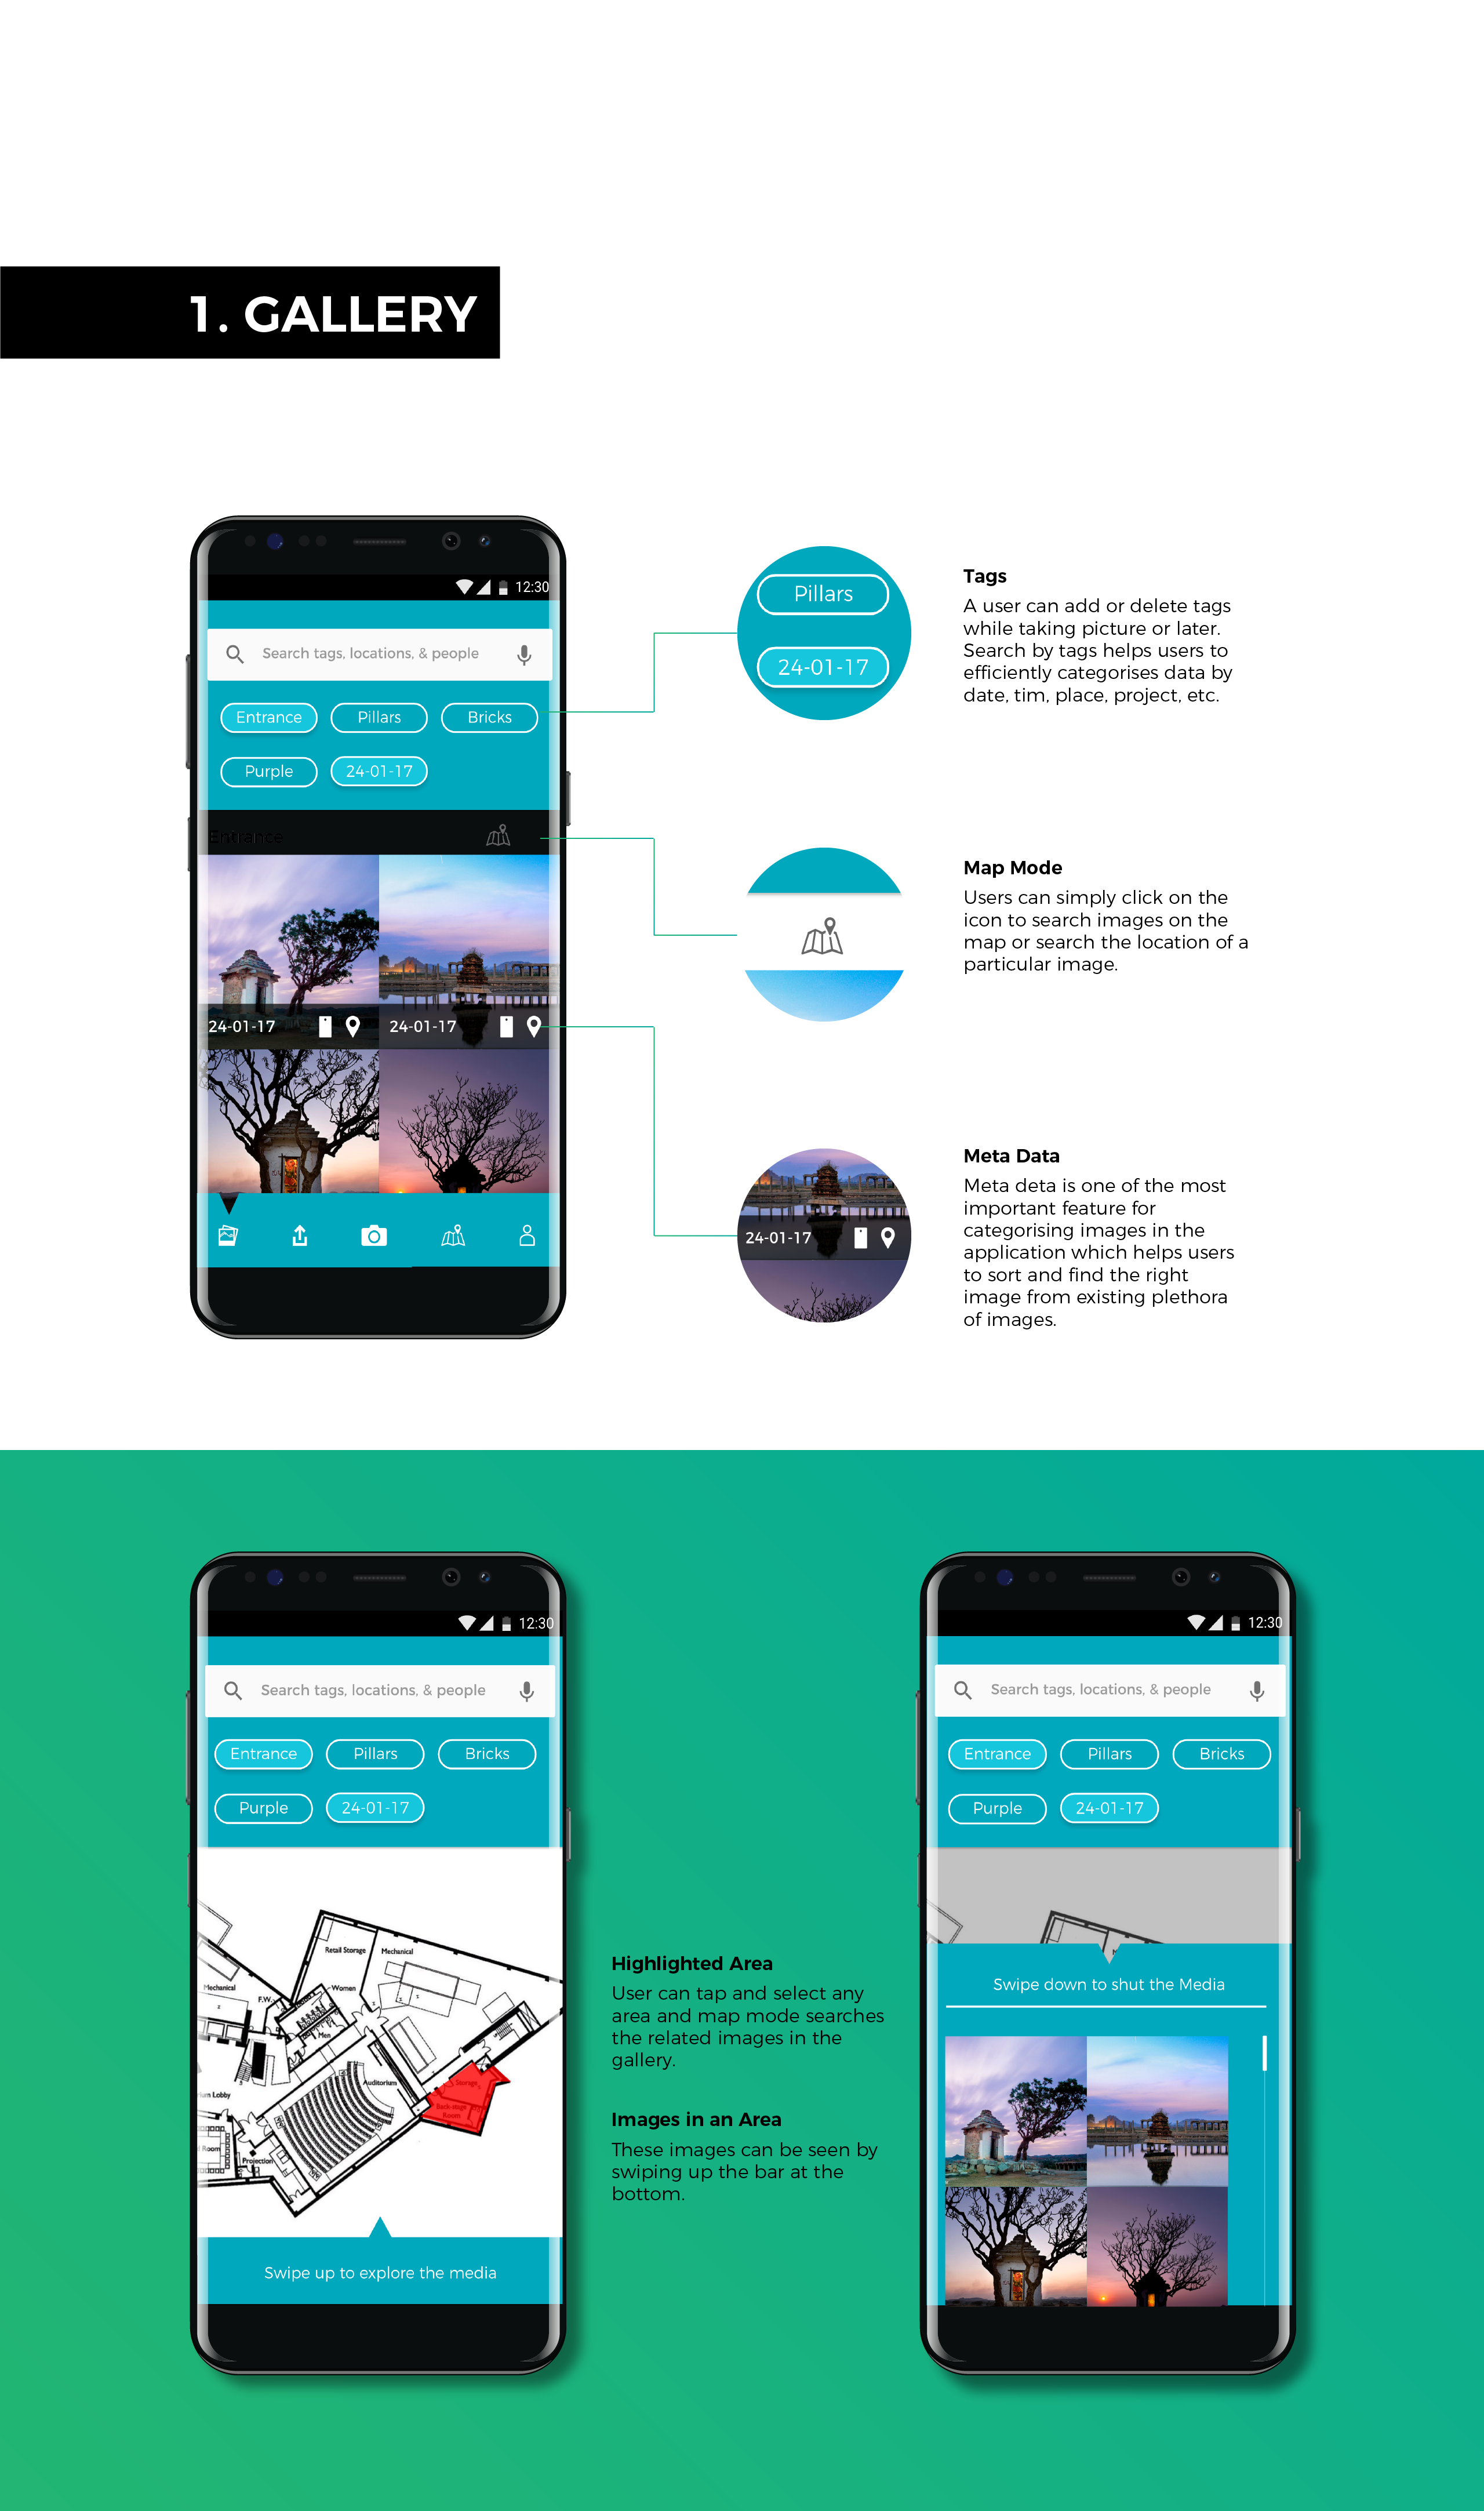 1. GALLERY
12:30
Search tags, locations, & people
Entrance Pillars Bricks
Purple 24-01-17
Entrance
24-01-17 24-01-17
Pillars
24-01-17
Tags
A user can add or delete tags
while taking picture or later.
Search by tags helps users to
efficiently categorises data by
date, tim, place, project, etc.
Map Mode
Users can simply click on the
icon to search images on the
map or search the location of a
particular image.
24-01-17
Meta Data
Meta deta is one of the most
important feature for
categorising images in the
application which helps users
to sort and find the right
image from existing plethora
of images.
12:30
Search tags, locations, & people
Entrance Pillars Bricks
Purple 24-01-17
Retail Storage
Mechanical
Women
Mechanical
F.W.
Men
Auditorium
Storage
Back stage
Room
Lobby
Room
Projection
Swipe up to explore the media
Highlighted Area
User can tap and select any
area and map mode searches
the related images in the
gallery.
Images in an Area
These images can be seen by
swiping up the bar at the
bottom.
12:30
Search tags, locations, & people
Entrance Pillars Bricks
Purple 24-01-17
Swipe down to shut the Media